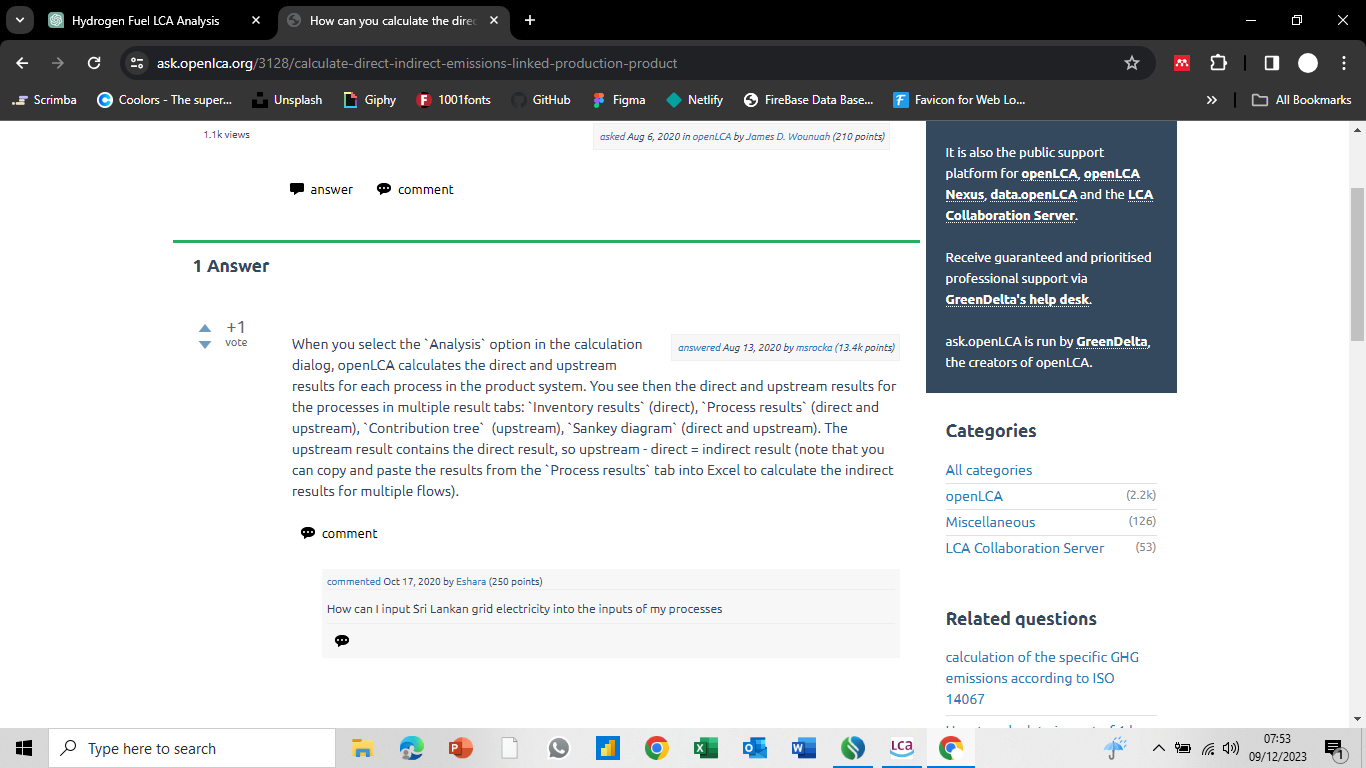 Hydrogen Fuel LCA Analysis
How can you calculate the direc
ask.openlca.org/3128/calculate-direct-indirect-emissions-linked-production-product
Scrimba
Coolors - The super...
Unsplash
Giphy
1001fonts
GitHub
Figma
Netlify
FireBase Data Base...
Favicon for Web Lo...
»
All Bookmarks
1.1k views
asked Aug 6, 2020 in openLCA by James D. Wounuah (210 points)
answer
comment
1 Answer
+1
vote
answered Aug 13, 2020 by msrocka (13.4k points)
When you select the `Analysis` option in the calculation
dialog, openLCA calculates the direct and upstream
results for each process in the product system. You see then the direct and upstream results for
the processes in multiple result tabs: `Inventory results` (direct), `Process results` (direct and
upstream), `Contribution tree`  (upstream), `Sankey diagram` (direct and upstream). The
upstream result contains the direct result, so upstream - direct = indirect result (note that you
can copy and paste the results from the `Process results` tab into Excel to calculate the indirect
results for multiple flows).
comment
commented Oct 17, 2020 by Eshara (250 points)
How can I input Sri Lankan grid electricity into the inputs of my processes
It is also the public support
platform for openLCA, openLCA
Nexus, data.openLCA and the LCA
Collaboration Server.
Receive guaranteed and prioritised
professional support via
GreenDelta's help desk.
ask.openLCA is run by GreenDelta,
the creators of openLCA.
Categories
All categories
openLCA (2.2k)
Miscellaneous (126)
LCA Collaboration Server (53)
Related questions
calculation of the specific GHG
emissions according to ISO
14067
Type here to search
LCA
07:53
09/12/2023
1